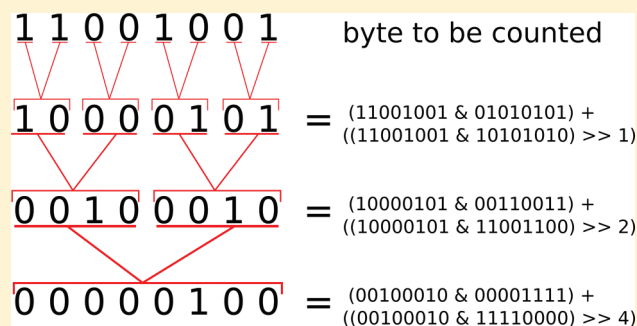 1 1 0 0 1 0 0 1 byte to be counted
1 0 0 0 0 1 0 1 = (11001001 & 01010101) +
((11001001 & 10101010) >> 1)
0 0 1 0 0 0 1 0 = (10000101 & 00110011) +
((10000101 & 11001100) >> 2)
0 0 0 0 0 1 0 0 = (00100010 & 00001111) +
((00100010 & 11110000) >> 4)